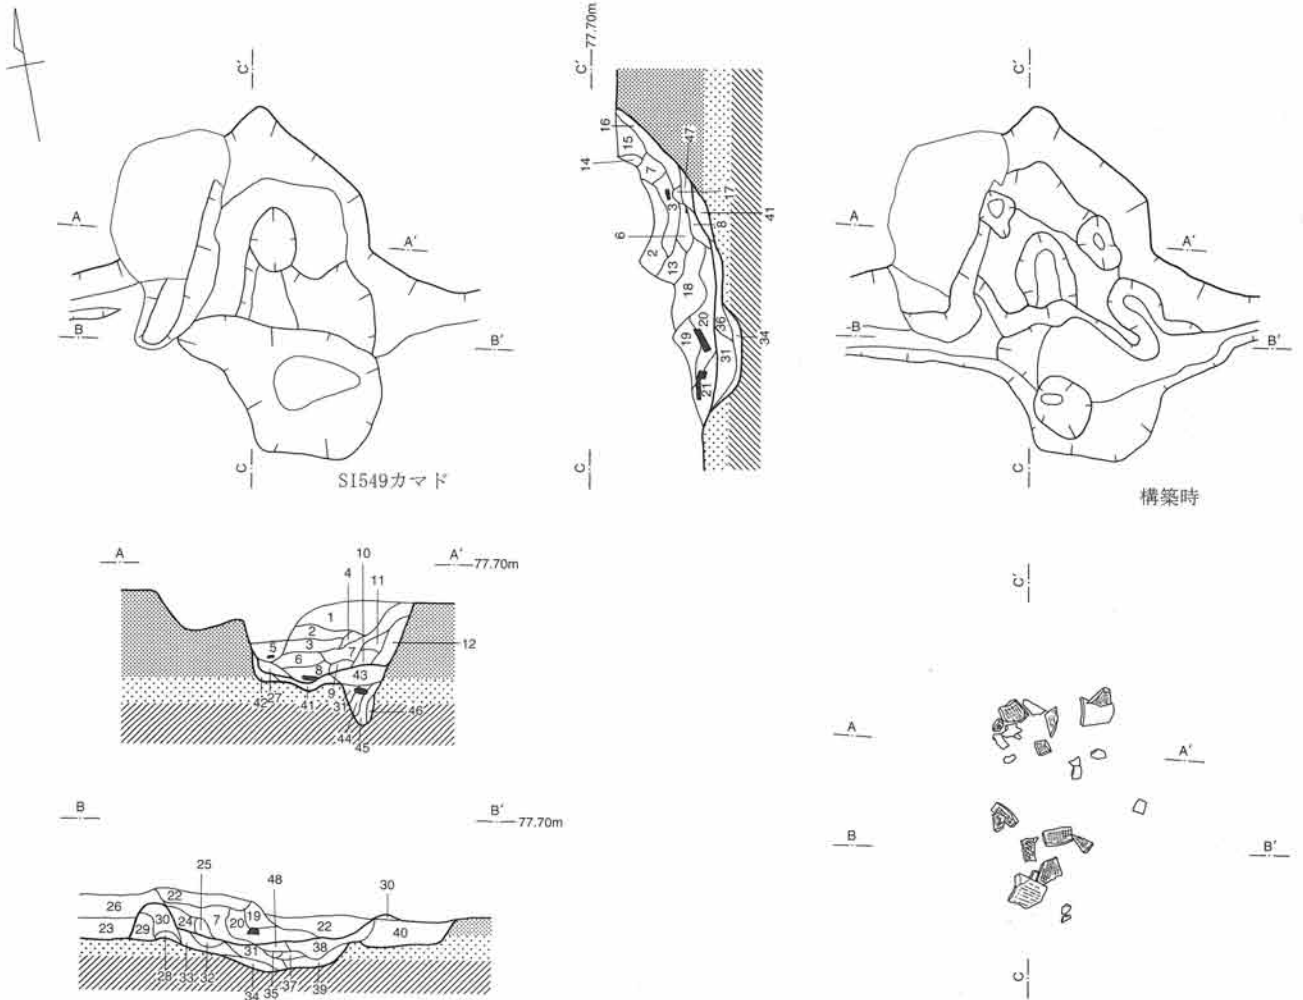 C'
A
A'
B
B'
C
SI549カマド
C'
77.70m
16
15
14
7
47
3
17
41
8
6
2
13
18
20
36
34
19
31
21
C
C'
A
A'
B
B'
C
構築時
A
A'
77.70m
10
4
11
1
2
3
5
7
12
6
8
43
42
27
41
9
31
46
44
45
B
B'
77.70m
25
48
30
26
22
19
23
29
30
24
7
20
22
40
31
38
28
33
32
34
35
37
39
C'
A
A'
B
B'
C